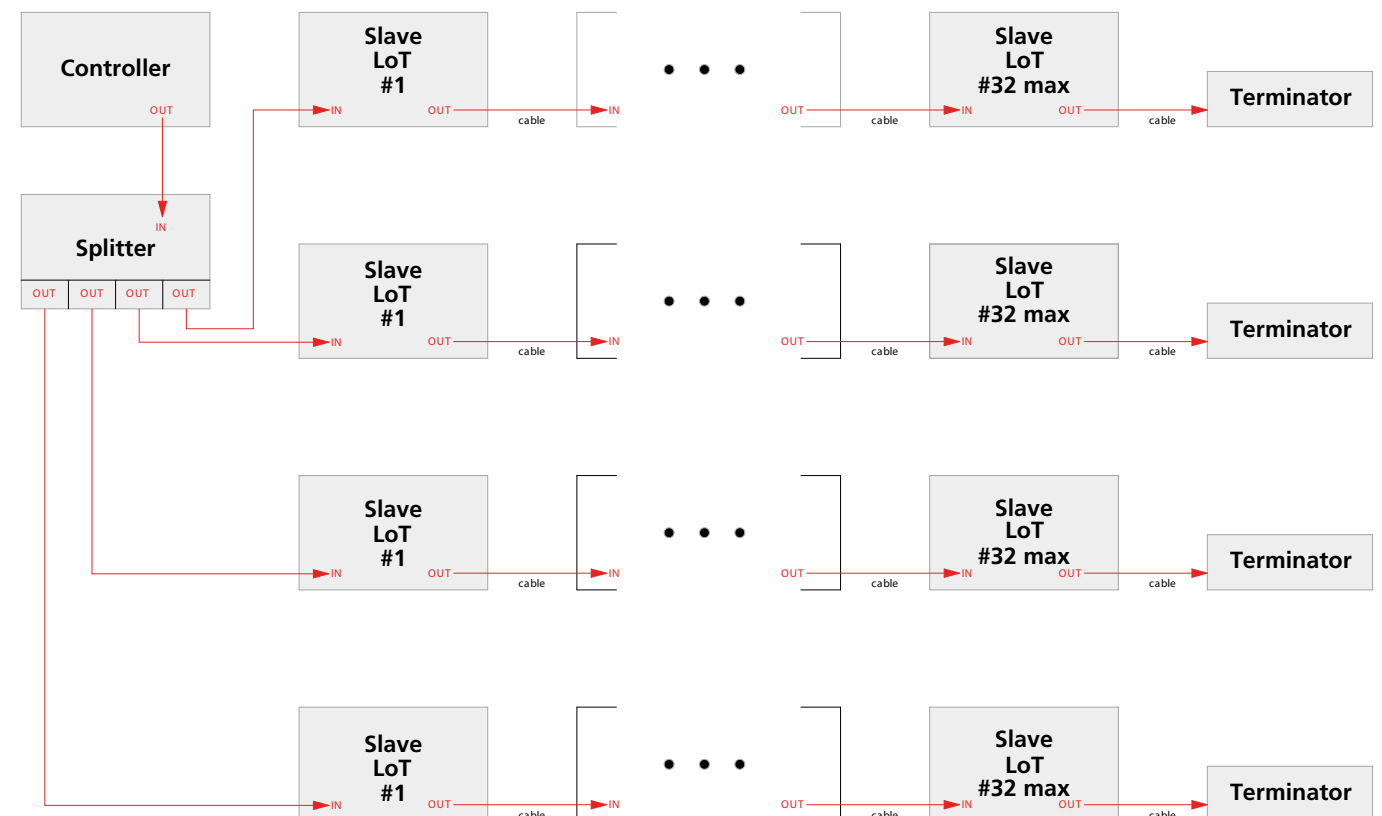 Controller
OUT
Slave
LoT
#1
IN
OUT
cable
IN
OUT
cable
Slave
LoT
#32 max
IN
OUT
cable
Terminator
IN
Splitter
OUT
OUT
OUT
OUT
Slave
LoT
#1
IN
OUT
cable
IN
OUT
cable
Slave
LoT
#32 max
IN
OUT
cable
Terminator
Slave
LoT
#1
IN
OUT
cable
IN
OUT
cable
Slave
LoT
#32 max
IN
OUT
cable
Terminator
Slave
LoT
#1
IN
OUT
cable
IN
OUT
cable
Slave
LoT
#32 max
IN
OUT
cable
Terminator